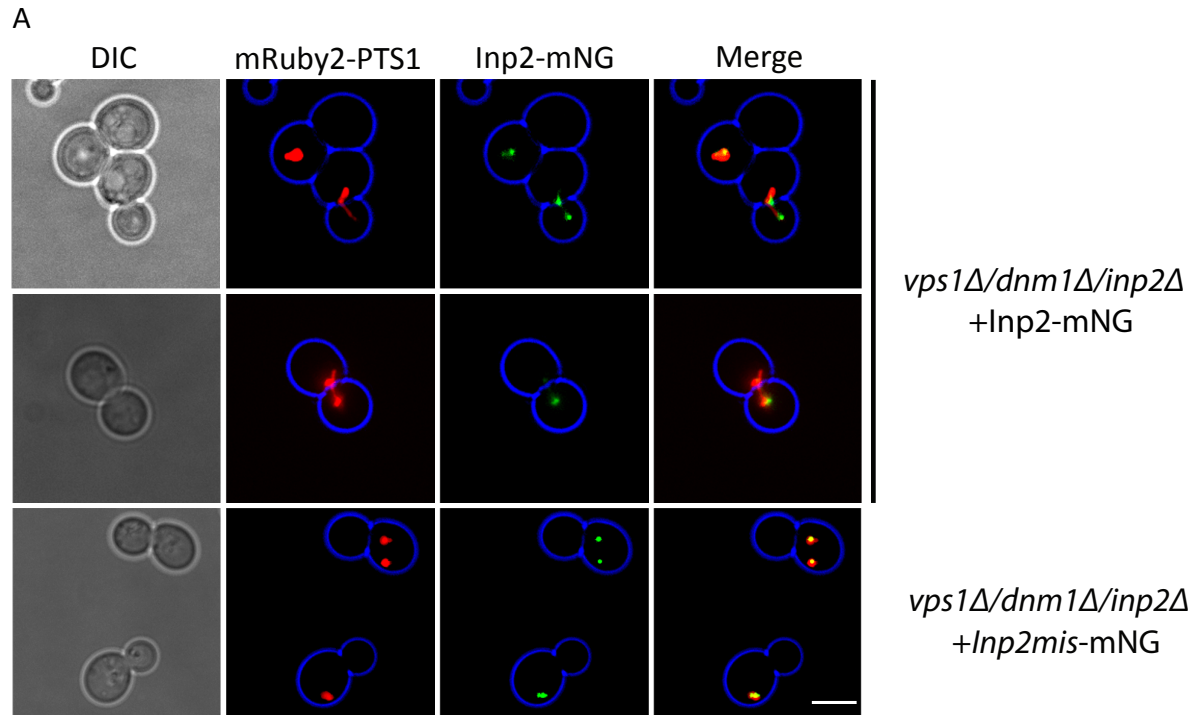 A
DIC mRuby2-PTS1 Inp2-mNG Merge
vps1Δ/dnm1Δ/inp2Δ
+Inp2-mNG
vps1Δ/dnm1Δ/inp2Δ
+Inp2mis-mNG